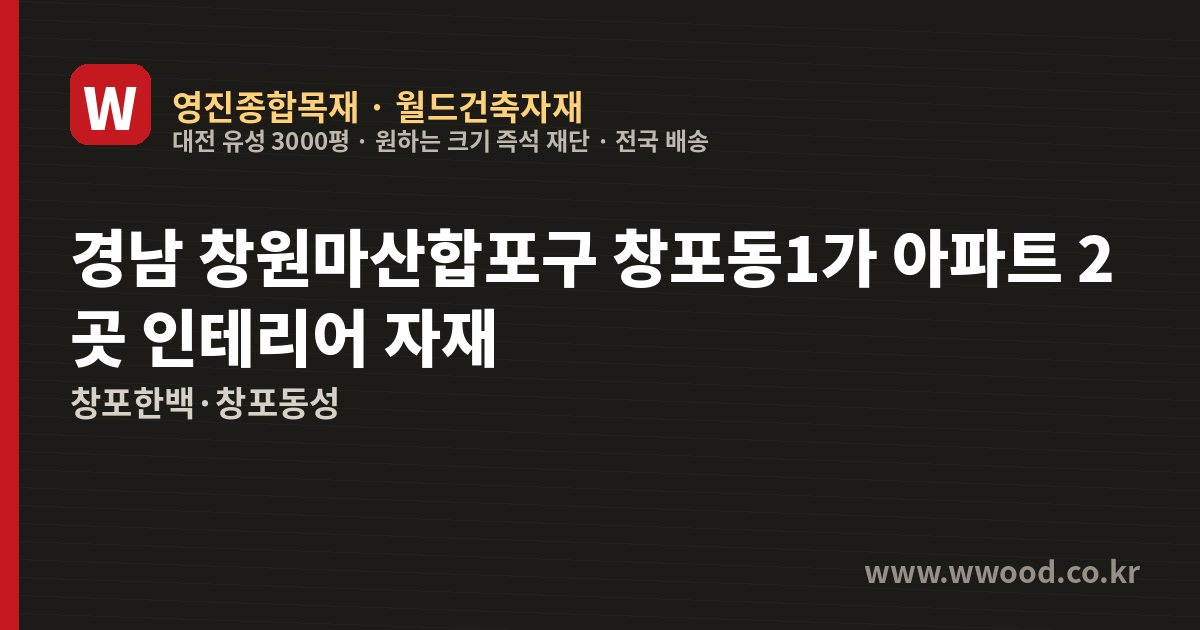 W
영진종합목재 · 월드건축자재
대전 유성 3000평 · 원하는 크기 즉석 재단 · 전국 배송
경남 창원마산합포구 창포동1가 아파트 2
곳 인테리어 자재
창포한백·창포동성
www.wwood.co.kr